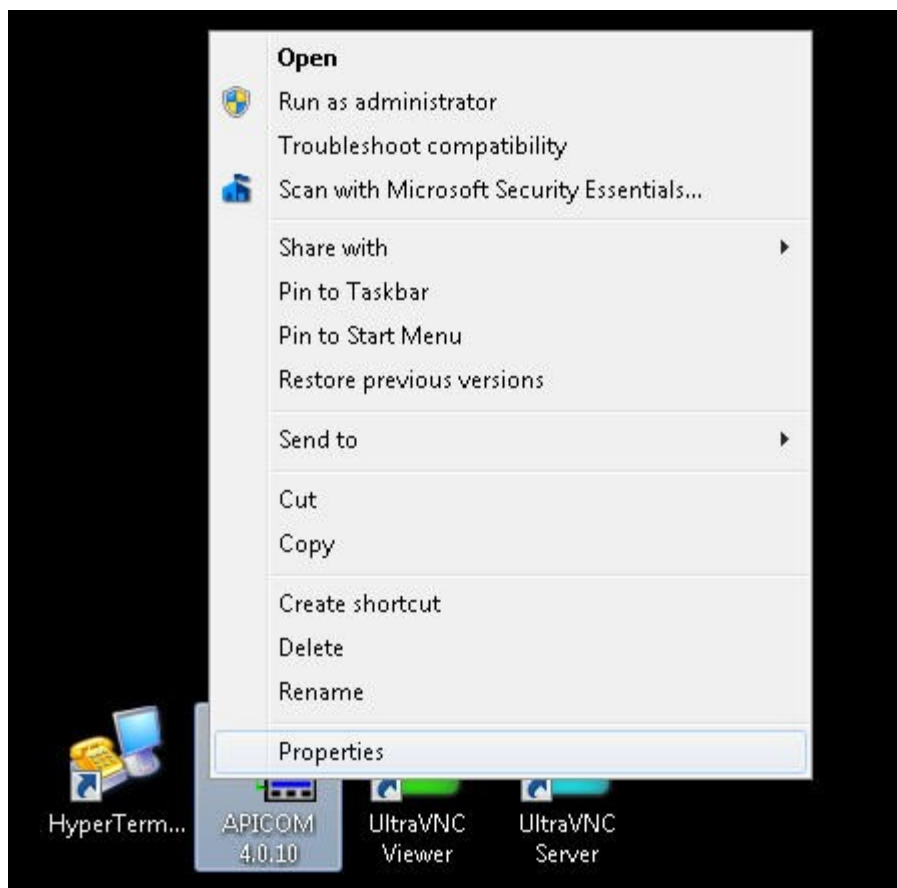 Open
Run as administrator
Troubleshoot compatibility
Scan with Microsoft Security Essentials...
Share with
Pin to Taskbar
Pin to Start Menu
Restore previous versions
Send to
Cut
Copy
Create shortcut
Delete
Rename
Properties
HyperTerm...
APICOM
4.0.10
UltraVNC
Viewer
UltraVNC
Server